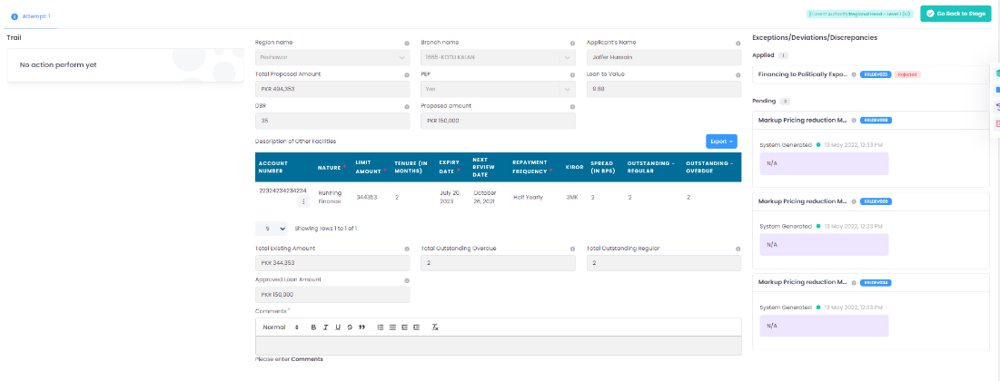 Attempt: 1
(Current Authority) Regional Head - Level 1 (U)
Go Back to Stage
Trail
No action perform yet
Region name
Branch name
Applicant's Name
Peshawar
1665-KOTU KALAN
Jaffer Hussain
Total Proposed Amount
PEP
Loan to Value
PKR 494,353
Yes
9.88
DBR
Proposed amount
35
PKR 150,000
Description of Other Facilities
Export
ACCOUNT NUMBER
NATURE *
LIMIT AMOUNT *
TENURE (IN MONTHS)
EXPIRY DATE *
NEXT REVIEW DATE
REPAYMENT FREQUENCY *
KIBOR
SPREAD (IN BPS)
OUTSTANDING - REGULAR
OUTSTANDING - OVERDUE
22324234234234
Running Finance
344353
2
July 20, 2023
October 26, 2021
Half Yearly
3MK
2
2
2
5
Showing rows 1 to 1 of 1
Total Existing Amount
Total Outstanding Overdue
Total Outstanding Regular
PKR 344,353
2
2
Approved Loan Amount
PKR 150,000
Comments *
Normal
B I U S
Please enter Comments
Exceptions/Deviations/Discrepancies
Applied 1
Financing to Politically Expo...
Rejected
Pending 3
Markup Pricing reduction M...
System Generated 13 May 2022, 12:33 PM
N/A
Markup Pricing reduction M...
System Generated 13 May 2022, 12:33 PM
N/A
Markup Pricing reduction M...
System Generated 13 May 2022, 12:33 PM
N/A